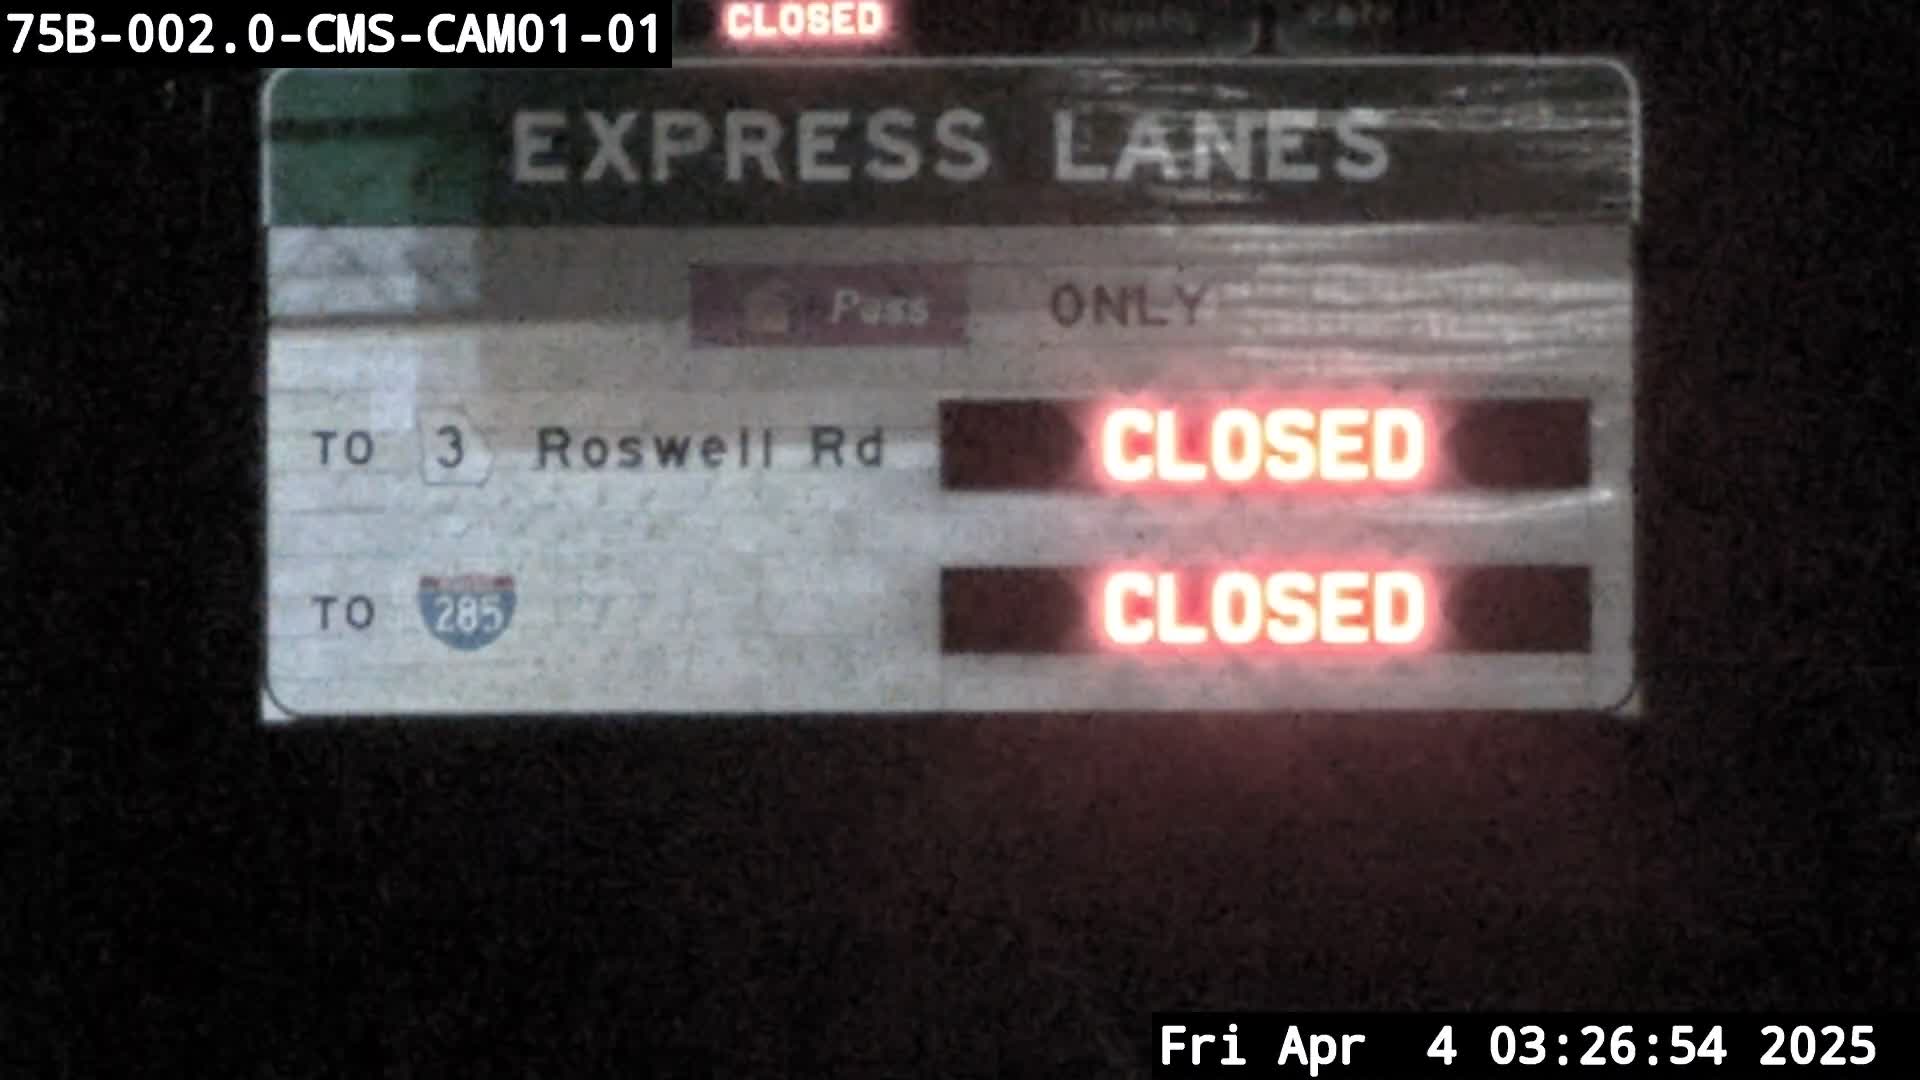 75B-002.0-CMS-CAM01-01
CLOSED
EXPRESS LANES
Pass ONLY
TO 3 Roswell Rd CLOSED
TO 285 CLOSED
Fri Apr 4 03:26:54 2025